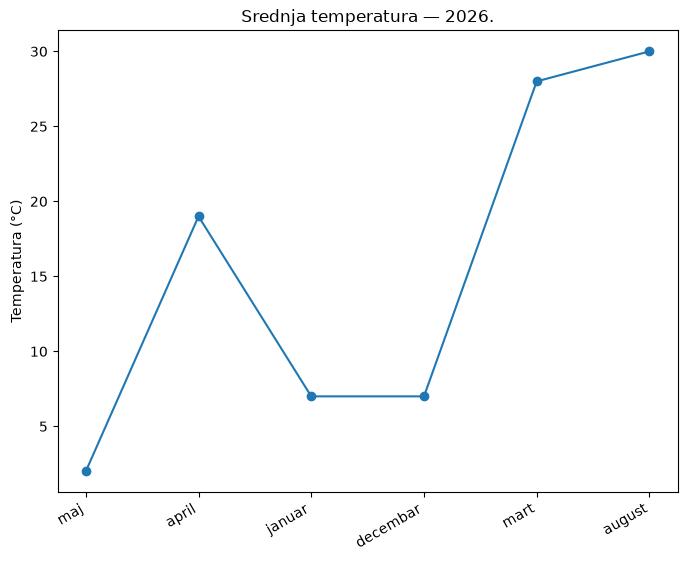 Srednja temperatura — 2026.
Temperatura (°C)
30
25
20
15
10
5
maj
april
januar
decembar
mart
august